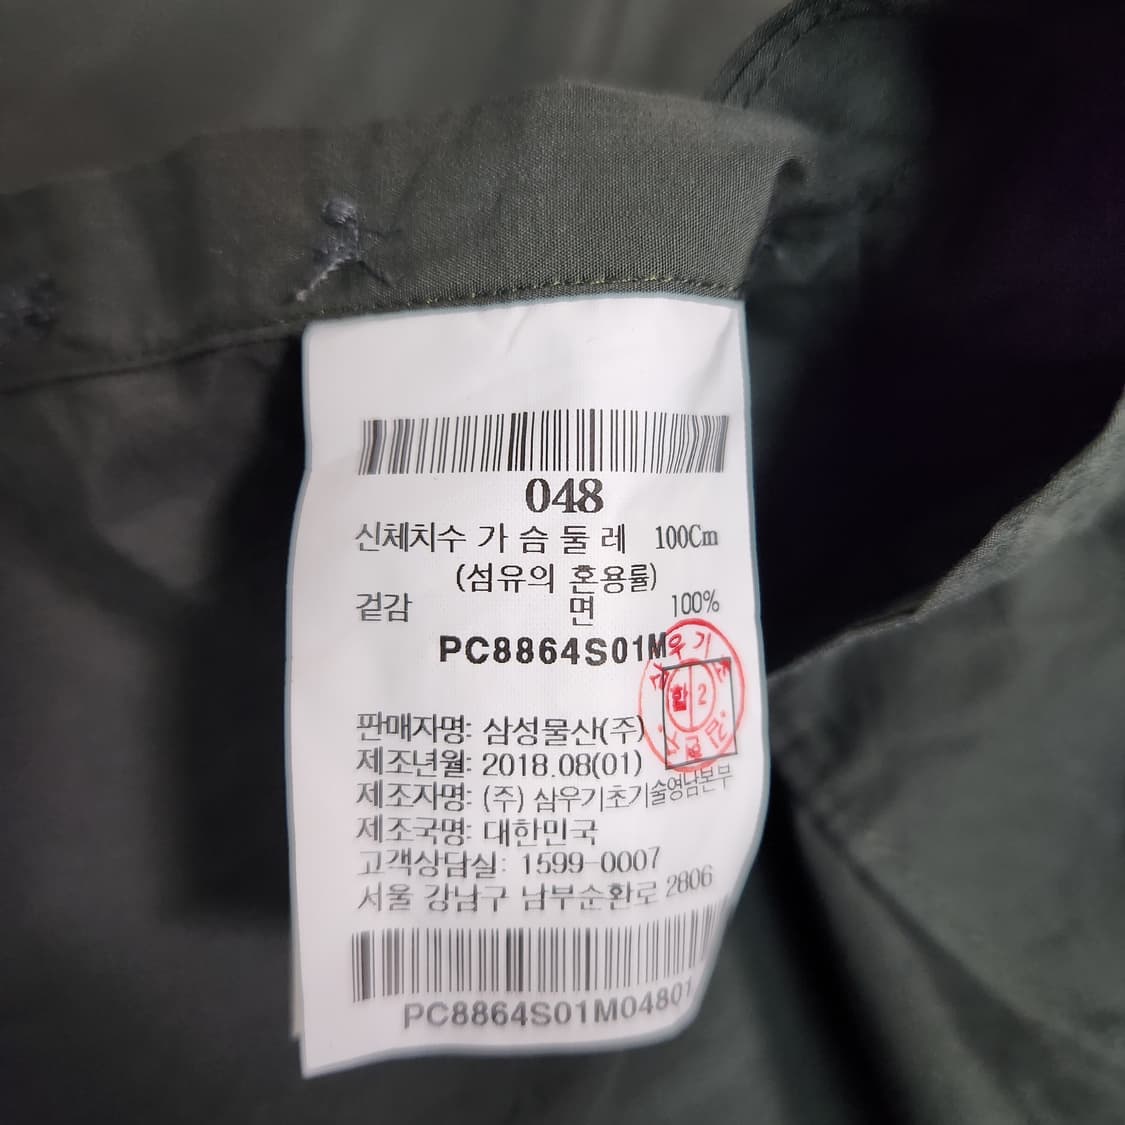 048
신체치수 가 슴 둘 레 100Cm
(섬유의 혼용률)
겉감 면 100%
PC8864S01M
판매자명: 삼성물산(주)
제조년월: 2018.08(01)
제조자명: (주) 삼우기초기술영남본부
제조국명: 대한민국
고객상담실: 1599-0007
서울 강남구 남부순환로 2806
PC8864S01M04801